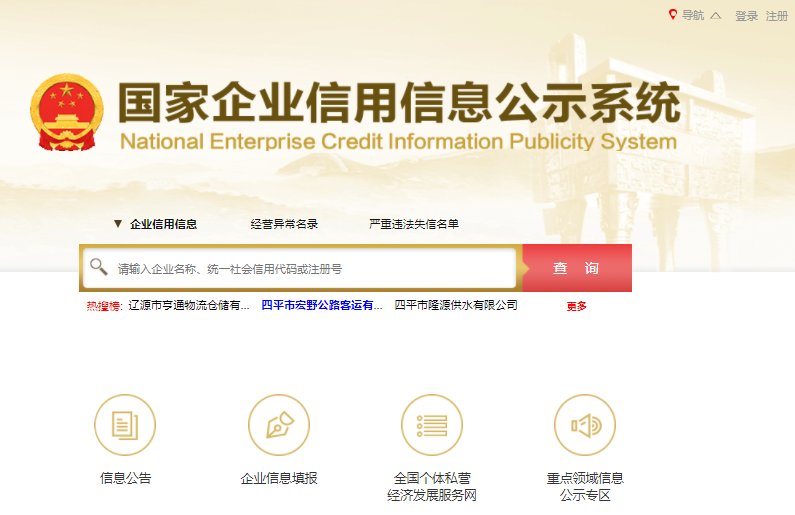 导航 登录 注册
国家企业信用信息公示系统
National Enterprise Credit Information Publicity System
企业信用信息 经营异常名录 严重违法失信名单
请输入企业名称、统一社会信用代码或注册号 查 询
热搜榜: 辽源市亨通物流仓储有... 四平市宏野公路客运有... 四平市隆源供水有限公司 更多
信息公告 企业信息填报 全国个体私营 重点领域信息
经济发展服务网 公示专区